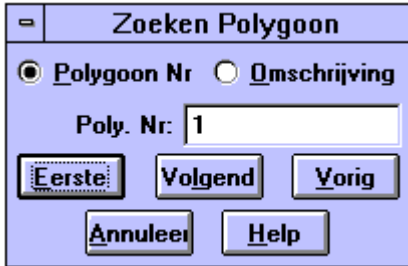 Zoeken Polygoon
Polygoon Nr Omschrijving
Poly. Nr: 1
Eerste Volgend Vorig
Annuleer Help